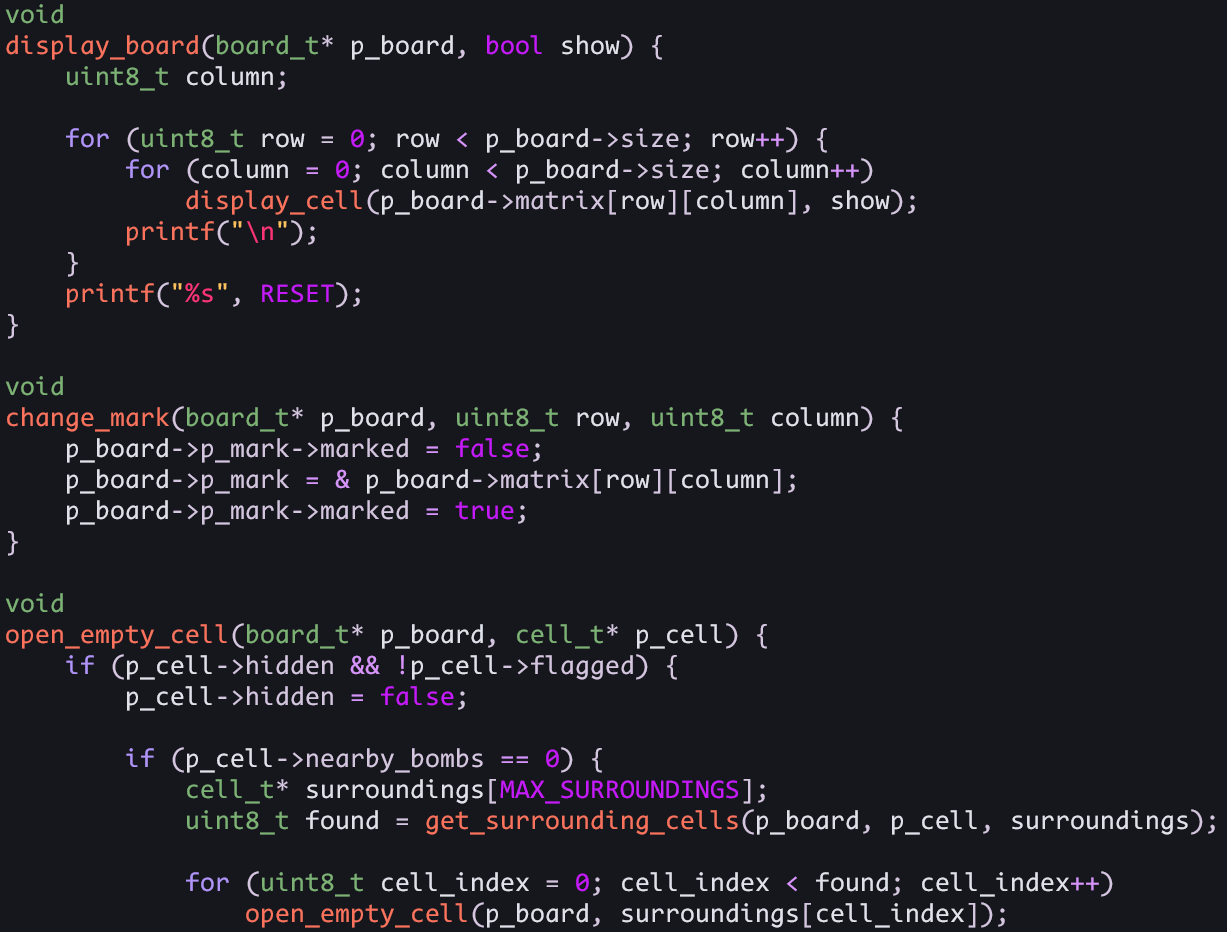 void
display_board(board_t* p_board, bool show) {
    uint8_t column;

    for (uint8_t row = 0; row < p_board->size; row++) {
        for (column = 0; column < p_board->size; column++)
            display_cell(p_board->matrix[row][column], show);
        printf("\n");
    }
    printf("%s", RESET);
}

void
change_mark(board_t* p_board, uint8_t row, uint8_t column) {
    p_board->p_mark->marked = false;
    p_board->p_mark = & p_board->matrix[row][column];
    p_board->p_mark->marked = true;
}

void
open_empty_cell(board_t* p_board, cell_t* p_cell) {
    if (p_cell->hidden && !p_cell->flagged) {
        p_cell->hidden = false;

        if (p_cell->nearby_bombs == 0) {
            cell_t* surroundings[MAX_SURROUNDINGS];
            uint8_t found = get_surrounding_cells(p_board, p_cell, surroundings);

            for (uint8_t cell_index = 0; cell_index < found; cell_index++)
                open_empty_cell(p_board, surroundings[cell_index]);